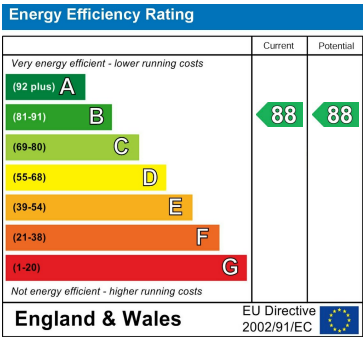 Energy Efficiency Rating
Current Potential
Very energy efficient - lower running costs
(92 plus) A
(81-91) B 88 88
(69-80) C
(55-68) D
(39-54) E
(21-38) F
(1-20) G
Not energy efficient - higher running costs
England & Wales
EU Directive
2002/91/EC